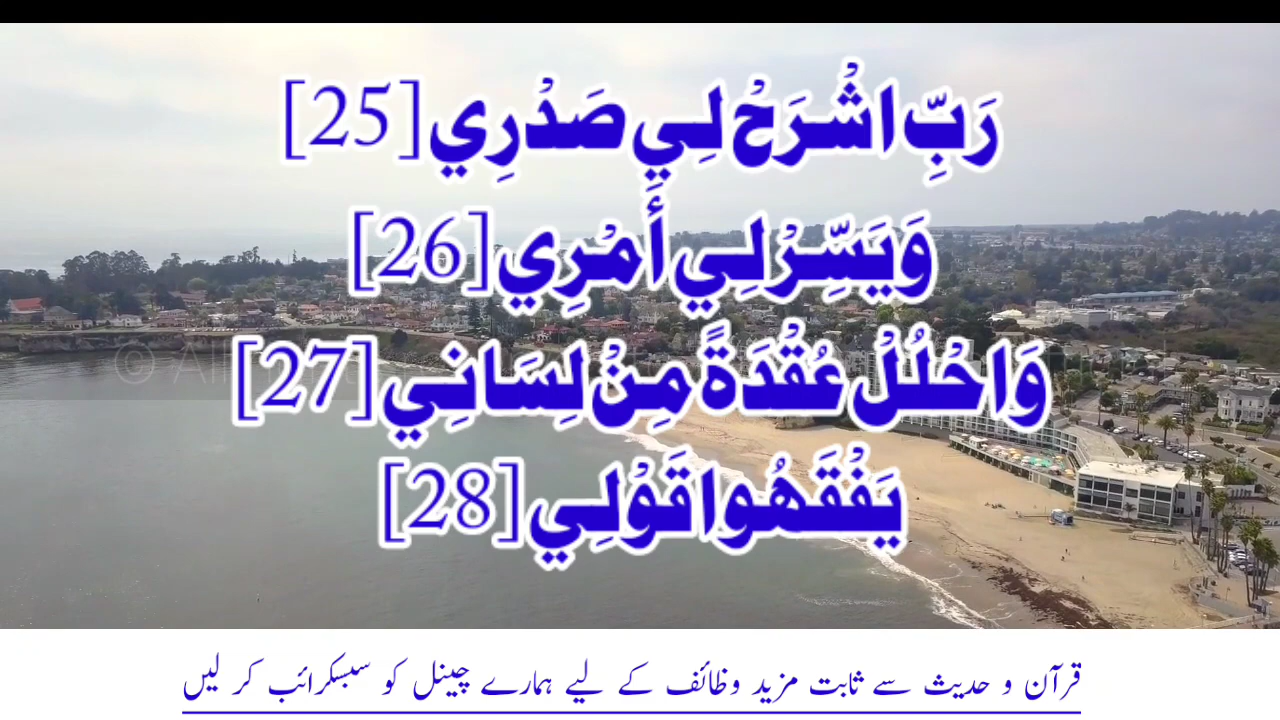 رَبِّ اشْرَحْ لِي صَدْرِي [25]
وَيَسِّرْ لِي أَمْرِي [26]
وَاحْلُلْ عُقْدَةً مِنْ لِسَانِي [27]
يَفْقَهُوا قَوْلِي [28]
قرآن و حدیث سے ثابت مزید وظائف کے لیے ہمارے چینل کو سبسکرائب کر لیں